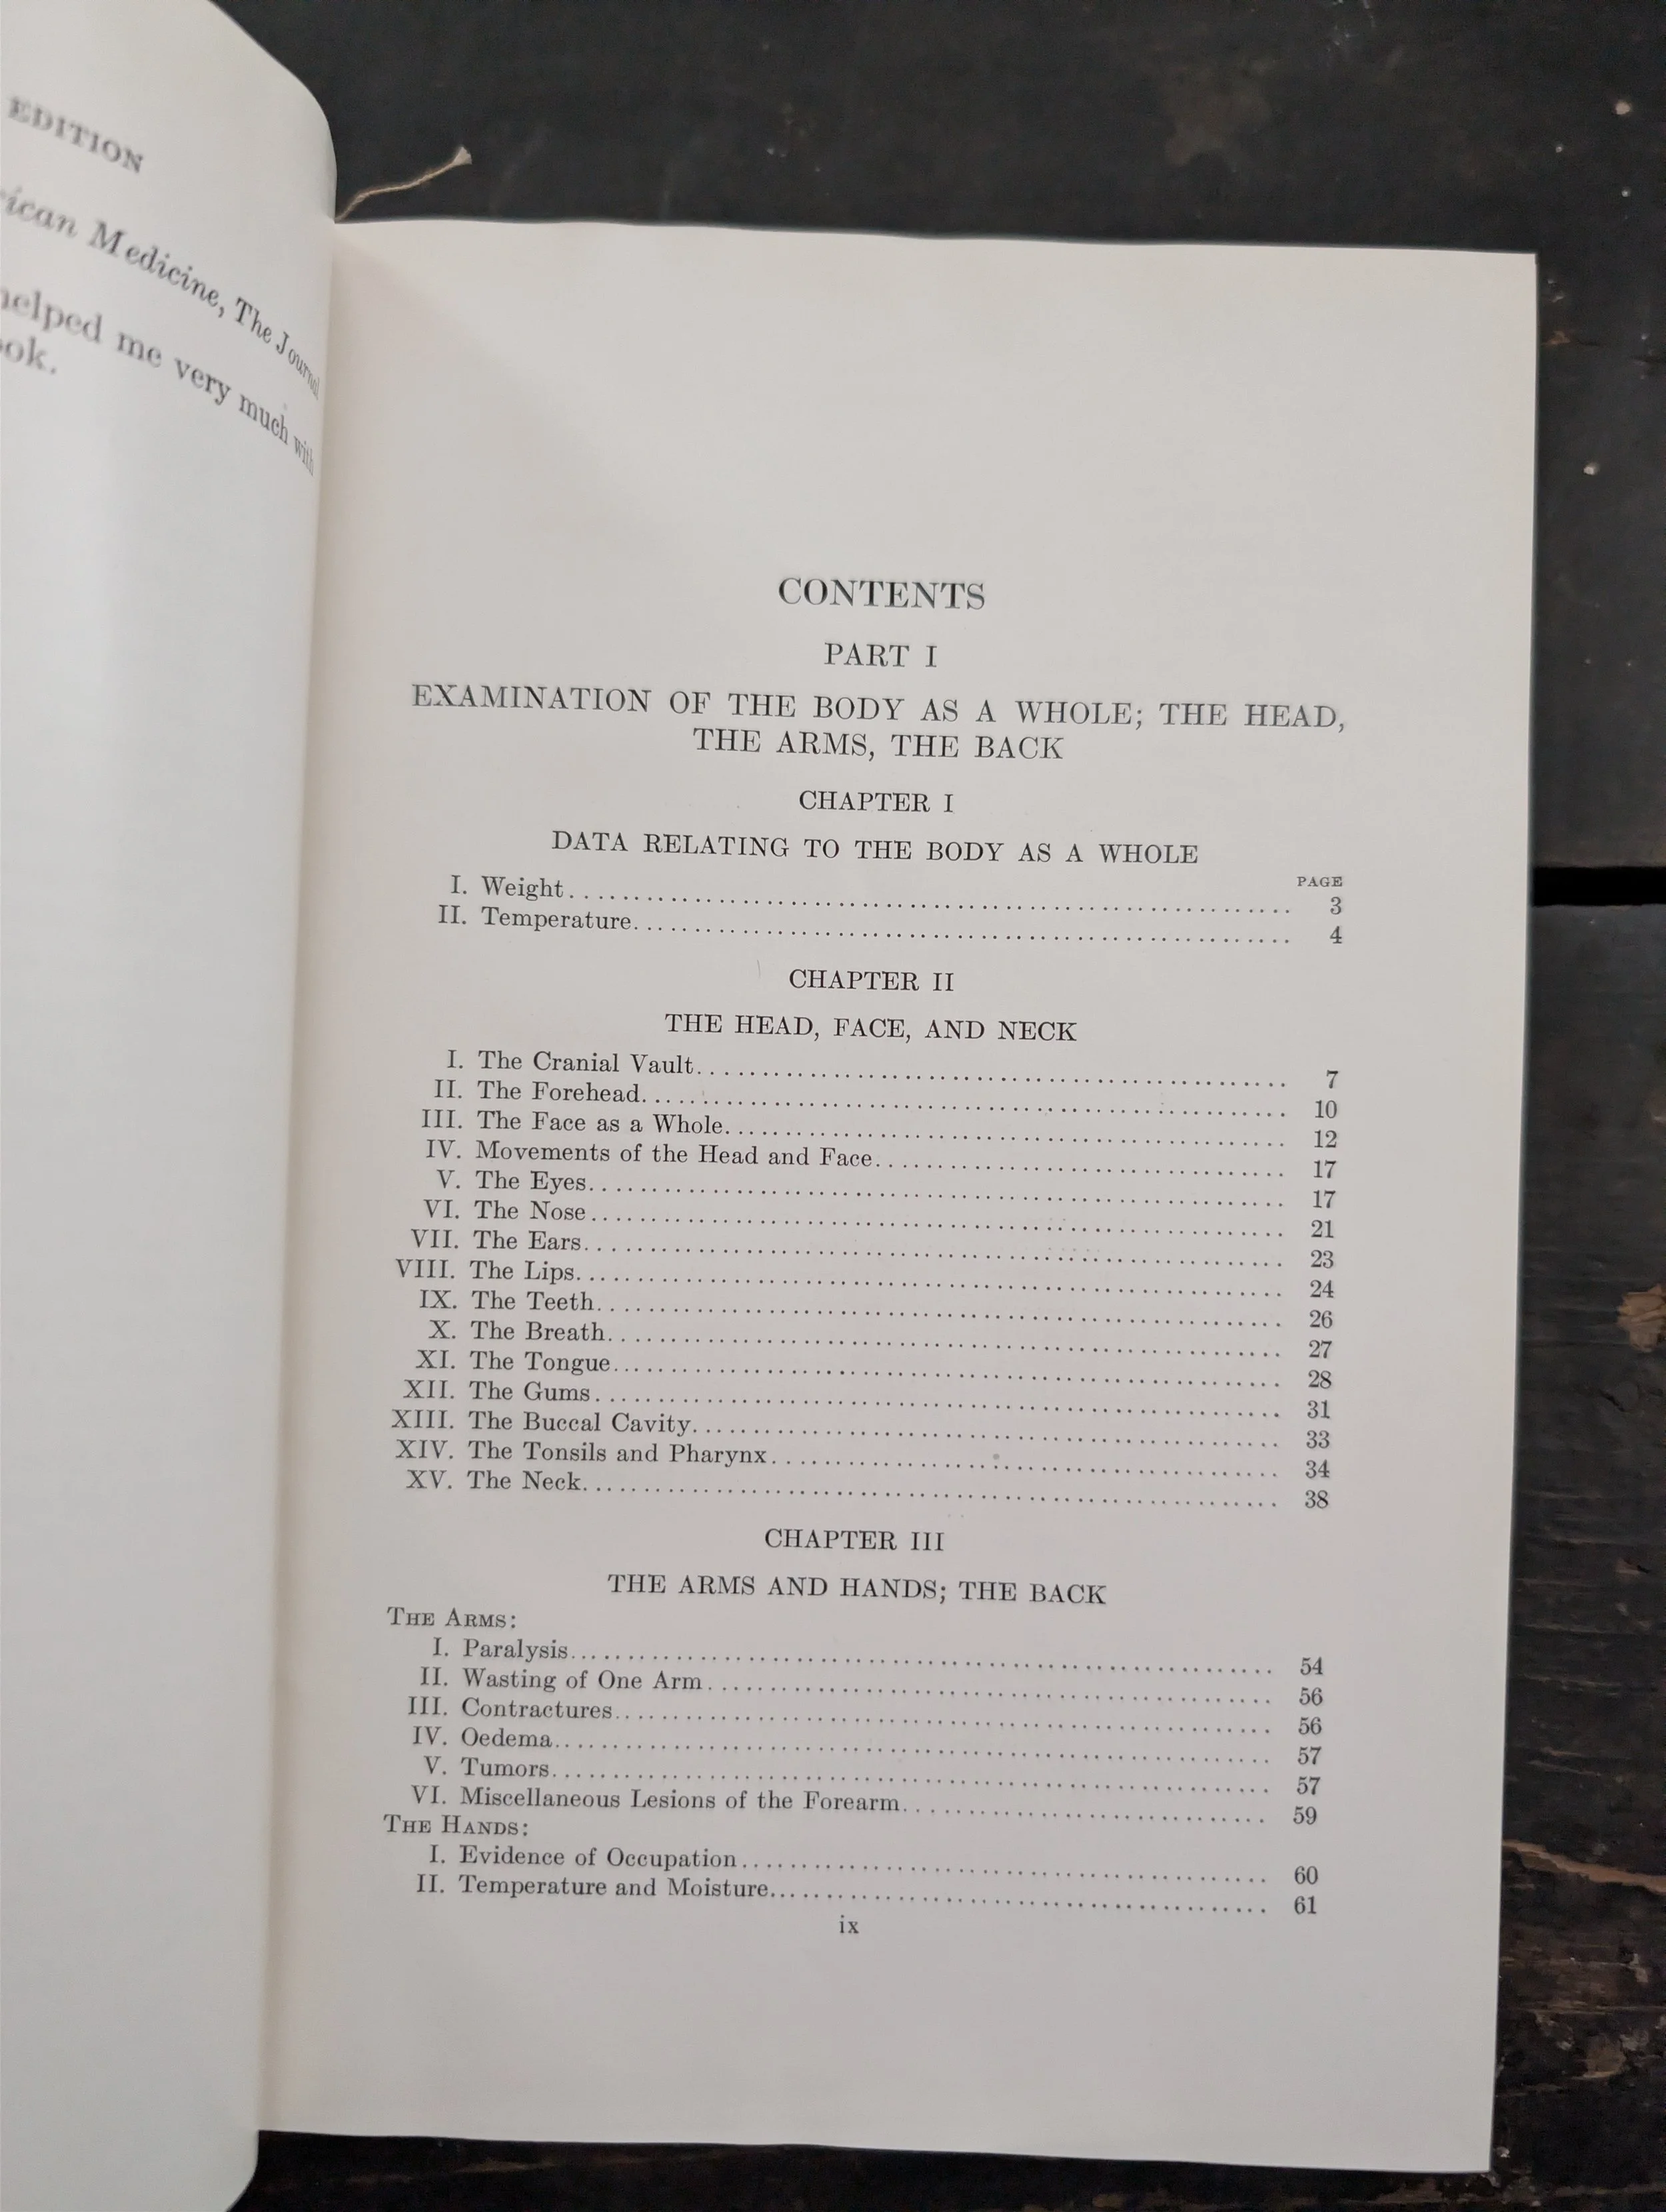 EDITION
Medicine, The Journal
helped me very much with
CONTENTS
PART I
EXAMINATION OF THE BODY AS A WHOLE; THE HEAD,
THE ARMS, THE BACK
CHAPTER I
DATA RELATING TO THE BODY AS A WHOLE
PAGE
I. Weight 3
II. Temperature 4
CHAPTER II
THE HEAD, FACE, AND NECK
I. The Cranial Vault 7
II. The Forehead 10
III. The Face as a Whole 12
IV. Movements of the Head and Face 17
V. The Eyes 17
VI. The Nose 21
VII. The Ears 23
VIII. The Lips 24
IX. The Teeth 26
X. The Breath 27
XI. The Tongue 28
XII. The Gums 31
XIII. The Buccal Cavity 33
XIV. The Tonsils and Pharynx 34
XV. The Neck 38
CHAPTER III
THE ARMS AND HANDS; THE BACK
THE ARMS:
I. Paralysis 54
II. Wasting of One Arm 56
III. Contractures 56
IV. Oedema 57
V. Tumors 57
VI. Miscellaneous Lesions of the Forearm 59
THE HANDS:
I. Evidence of Occupation 60
II. Temperature and Moisture 61
ix